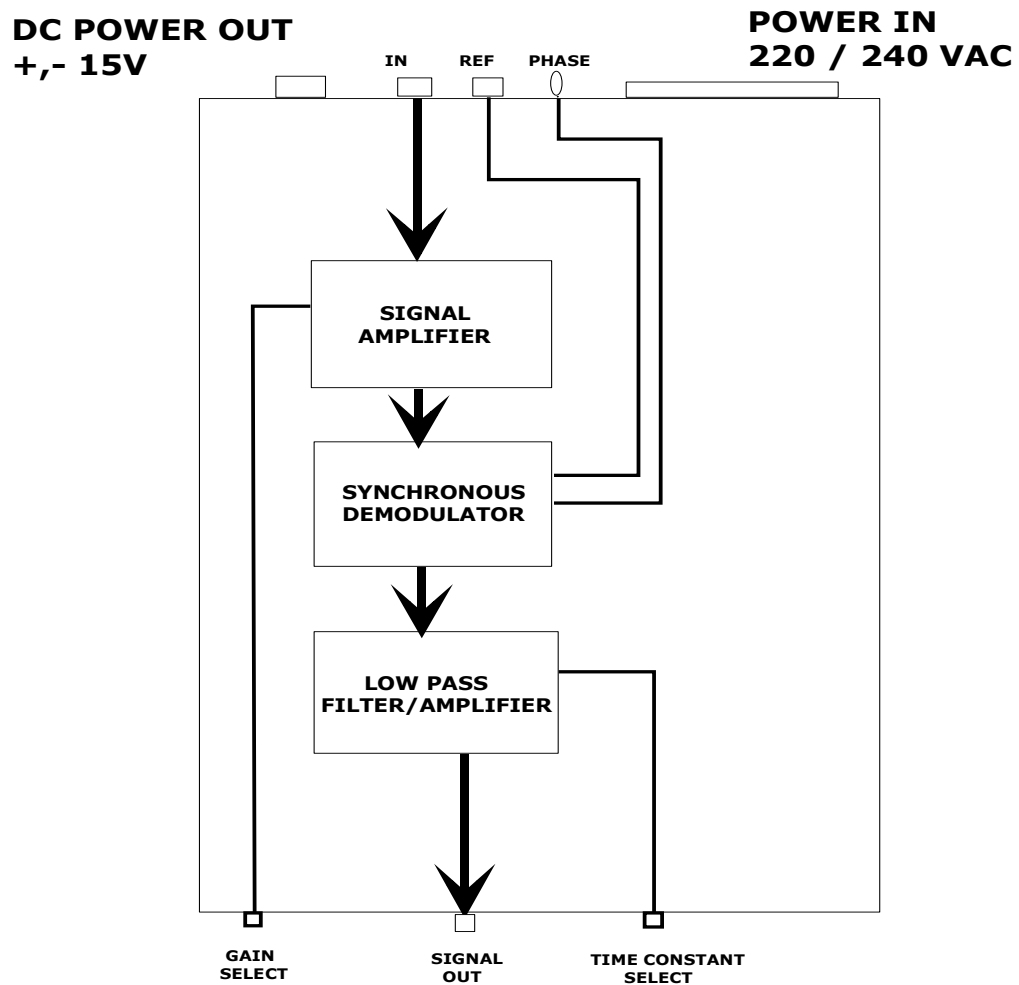 DC POWER OUT
+,- 15V
POWER IN
220 / 240 VAC
IN
REF
PHASE
SIGNAL
AMPLIFIER
SYNCHRONOUS
DEMODULATOR
LOW PASS
FILTER/AMPLIFIER
GAIN
SELECT
SIGNAL
OUT
TIME CONSTANT
SELECT